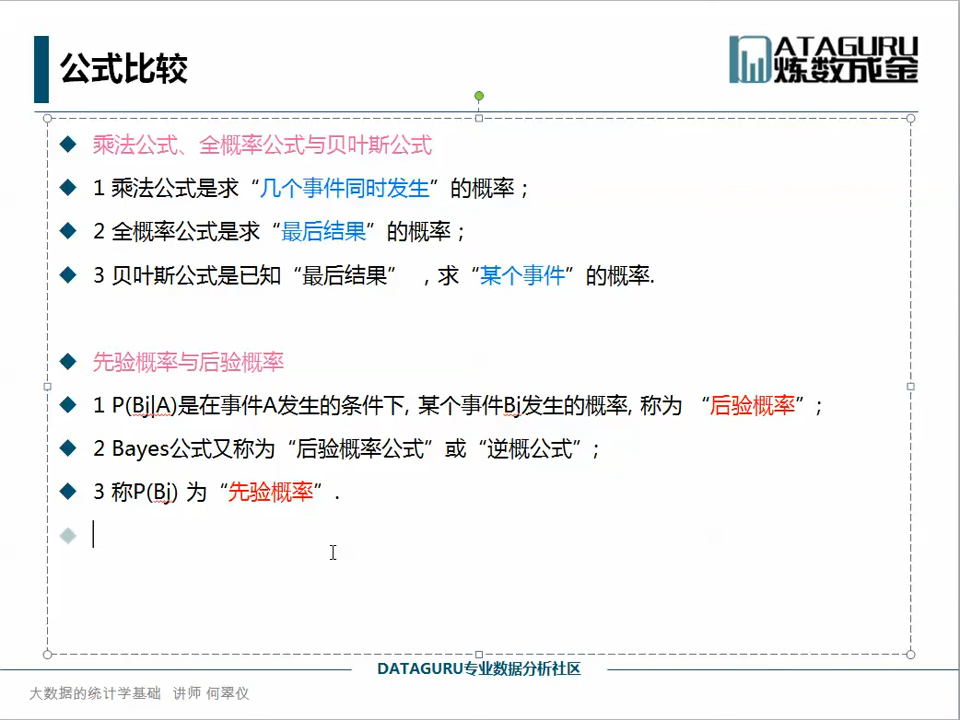 公式比较
DATAGURU
炼数成金
乘法公式、全概率公式与贝叶斯公式
1 乘法公式是求“几个事件同时发生”的概率；
2 全概率公式是求“最后结果”的概率；
3 贝叶斯公式是已知“最后结果” ，求“某个事件”的概率.
先验概率与后验概率
1 P(Bj|A)是在事件A发生的条件下, 某个事件Bj发生的概率, 称为 “后验概率”；
2 Bayes公式又称为“后验概率公式”或“逆概公式”；
3 称P(Bj) 为“先验概率”.
DATAGURU专业数据分析社区
大数据的统计学基础 讲师 何翠仪